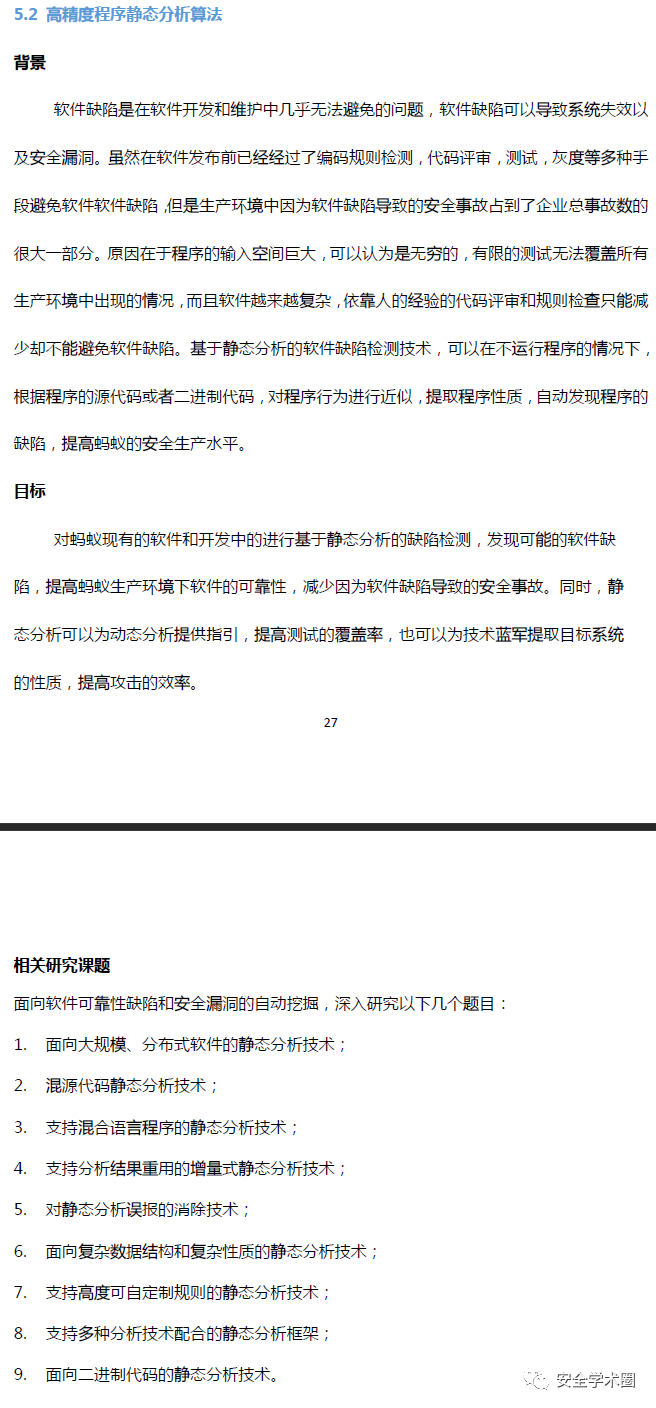 5.2 高精度程序静态分析算法
背景
软件缺陷是在软件开发和维护中几乎无法避免的问题，软件缺陷可以导致系统失效以
及安全漏洞。虽然在软件发布前已经经过了编码规则检测，代码评审，测试，灰度等多种手
段避免软件软件缺陷，但是生产环境中因为软件缺陷导致的安全事故占到了企业总事故数的
很大一部分。原因在于程序的输入空间巨大，可以认为是无穷的，有限的测试无法覆盖所有
生产环境中出现的情况，而且软件越来越复杂，依靠人的经验的代码评审和规则检查只能减
少却不能避免软件缺陷。基于静态分析的软件缺陷检测技术，可以在不运行程序的情况下，
根据程序的源代码或者二进制代码，对程序行为进行近似，提取程序性质，自动发现程序的
缺陷，提高蚂蚁的安全生产水平。
目标
对蚂蚁现有的软件和开发中的进行基于静态分析的缺陷检测，发现可能的软件缺
陷，提高蚂蚁生产环境下软件的可靠性，减少因为软件缺陷导致的安全事故。同时，静
态分析可以为动态分析提供指引，提高测试的覆盖率，也可以为技术蓝军提取目标系统
的性质，提高攻击的效率。
27
相关研究课题
面向软件可靠性缺陷和安全漏洞的自动挖掘，深入研究以下几个题目：
1. 面向大规模、分布式软件的静态分析技术；
2. 混源代码静态分析技术；
3. 支持混合语言程序的静态分析技术；
4. 支持分析结果重用的增量式静态分析技术；
5. 对静态分析误报的消除技术；
6. 面向复杂数据结构和复杂性质的静态分析技术；
7. 支持高度可自定制规则的静态分析技术；
8. 支持多种分析技术配合的静态分析框架；
9. 面向二进制代码的静态分析技术。
安全学术圈